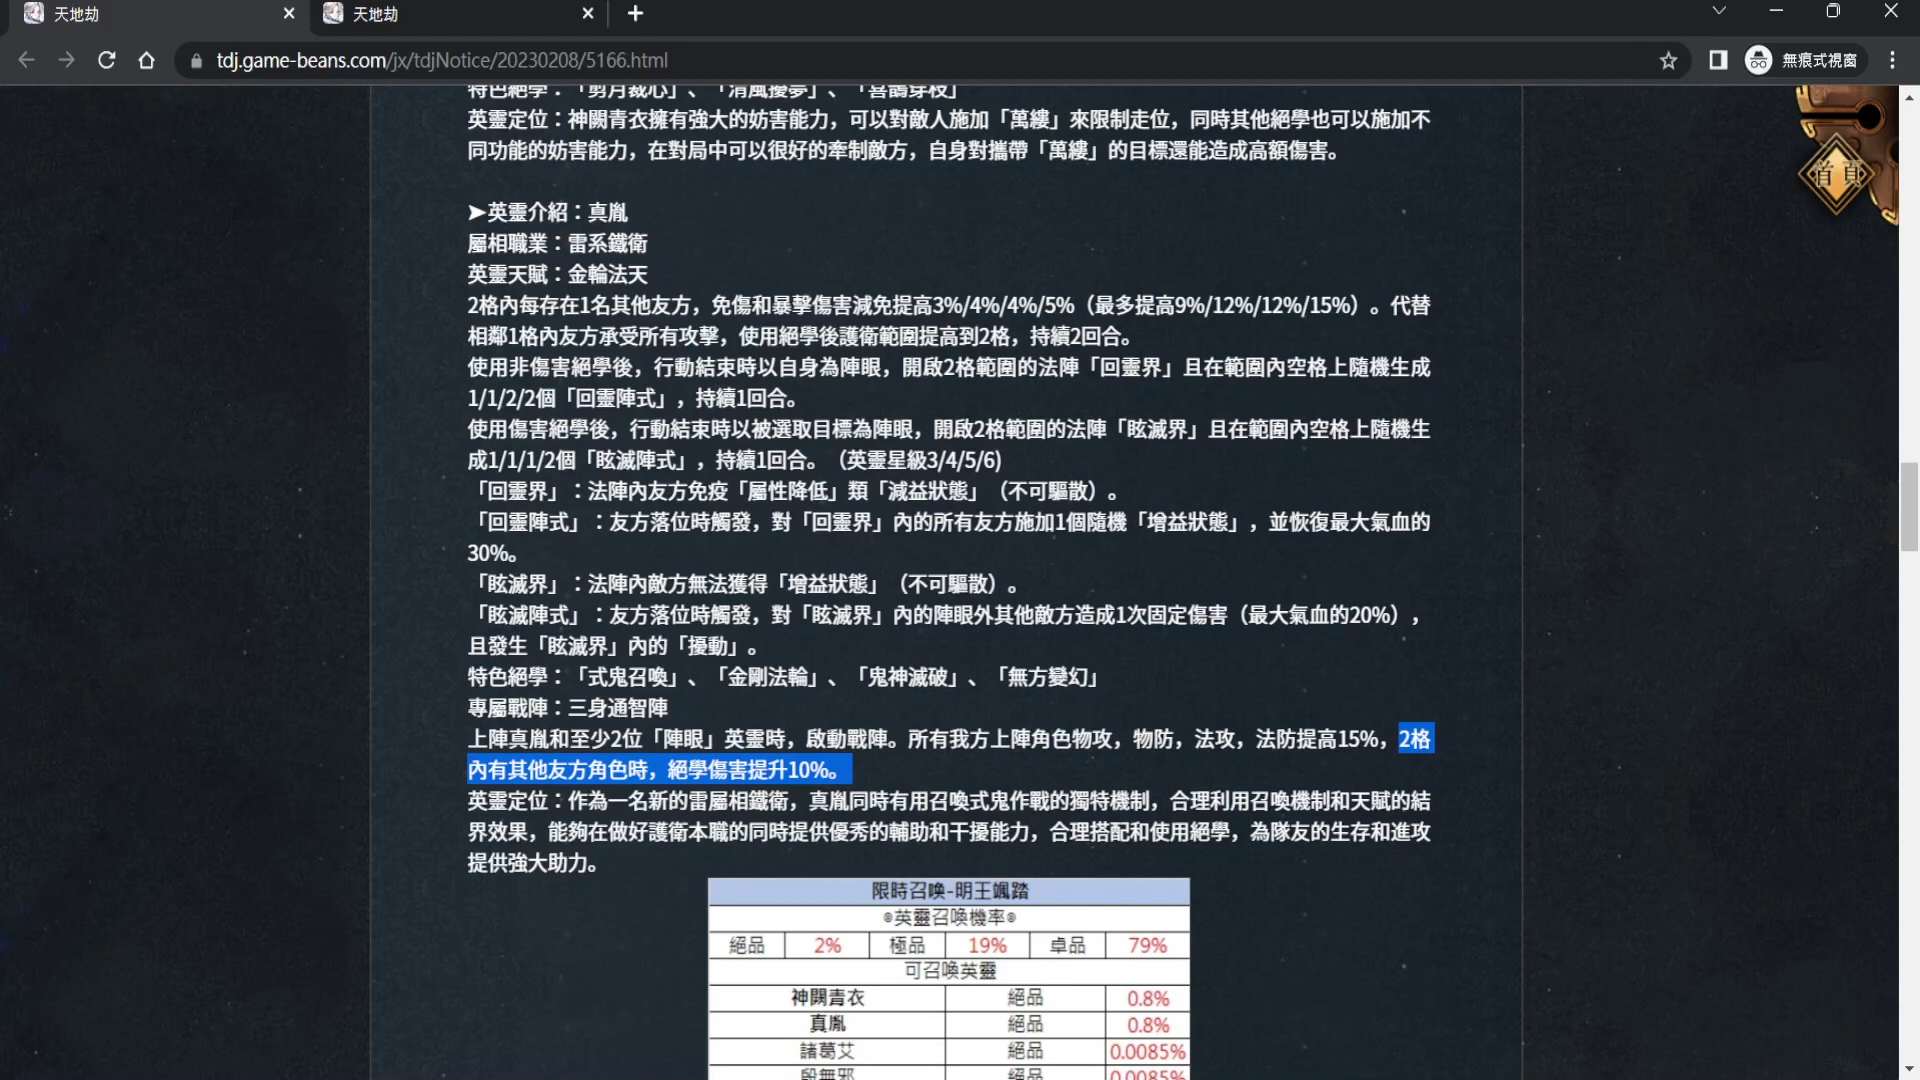 天地劫
天地劫
tdj.game-beans.com/jx/tdjNotice/20230208/5166.html
無痕式視窗
特色絕學：「剪月裁心」、「清風擾夢」、「喜鵲穿枝」
英靈定位：神闕青衣擁有強大的妨害能力，可以對敵人施加「萬縷」來限制走位，同時其他絕學也可以施加不
同功能的妨害能力，在對局中可以很好的牽制敵方，自身對攜帶「萬縷」的目標還能造成高額傷害。
首頁
➤英靈介紹：真胤
屬相職業：雷系鐵衛
英靈天賦：金輪法天
2格內每存在1名其他友方，免傷和暴擊傷害減免提高3%/4%/4%/5%（最多提高9%/12%/12%/15%）。代替
相鄰1格內友方承受所有攻擊，使用絕學後護衛範圍提高到2格，持續2回合。
使用非傷害絕學後，行動結束時以自身為陣眼，開啟2格範圍的法陣「回靈界」且在範圍內空格上隨機生成
1/1/2/2個「回靈陣式」，持續1回合。
使用傷害絕學後，行動結束時以被選取目標為陣眼，開啟2格範圍的法陣「眩滅界」且在範圍內空格上隨機生
成1/1/1/2個「眩滅陣式」，持續1回合。（英靈星級3/4/5/6)
「回靈界」：法陣內友方免疫「屬性降低」類「減益狀態」（不可驅散）。
「回靈陣式」：友方落位時觸發，對「回靈界」內的所有友方施加1個隨機「增益狀態」，並恢復最大氣血的
30%。
「眩滅界」：法陣內敵方無法獲得「增益狀態」（不可驅散）。
「眩滅陣式」：友方落位時觸發，對「眩滅界」內的陣眼外其他敵方造成1次固定傷害（最大氣血的20%），
且發生「眩滅界」內的「擾動」。
特色絕學：「式鬼召喚」、「金剛法輪」、「鬼神滅破」、「無方變幻」
專屬戰陣：三身通智陣
上陣真胤和至少2位「陣眼」英靈時，啟動戰陣。所有我方上陣角色物攻，物防，法攻，法防提高15%，2格
內有其他友方角色時，絕學傷害提升10%。
英靈定位：作為一名新的雷屬相鐵衛，真胤同時有用召喚式鬼作戰的獨特機制，合理利用召喚機制和天賦的結
界效果，能夠在做好護衛本職的同時提供優秀的輔助和干擾能力，合理搭配和使用絕學，為隊友的生存和進攻
提供強大助力。
限時召喚-明王颯踏
⊙英靈召喚機率⊙
絕品 2% 極品 19% 卓品 79%
可召喚英靈
神闕青衣 絕品 0.8%
真胤 絕品 0.8%
諸葛艾 絕品 0.0085%
殷無邪 絕品 0.0085%